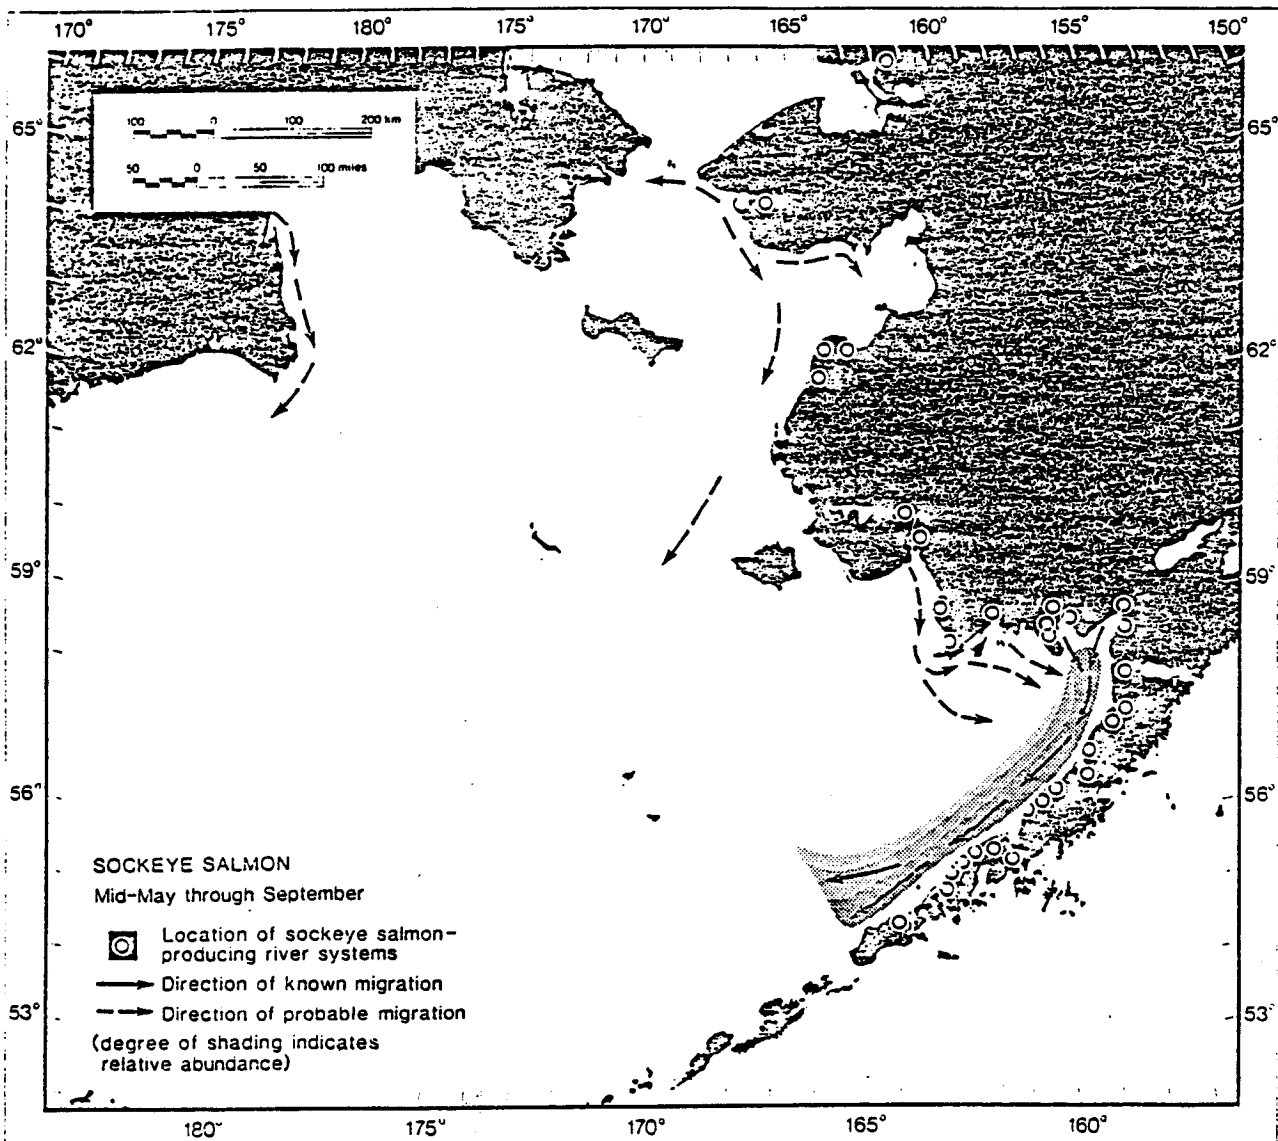 170° 180° 175° 170° 165° 160° 155° 150°
100 0 100 200 km
50 0 50 100 miles
65° 65°
62° 62°
59° 59°
56° 56°
53° 53°
SOCKEYE SALMON
Mid-May through September
Location of sockeye salmon-
producing river systems
Direction of known migration
Direction of probable migration
(degree of shading indicates
relative abundance)
180° 175° 170° 165° 160°